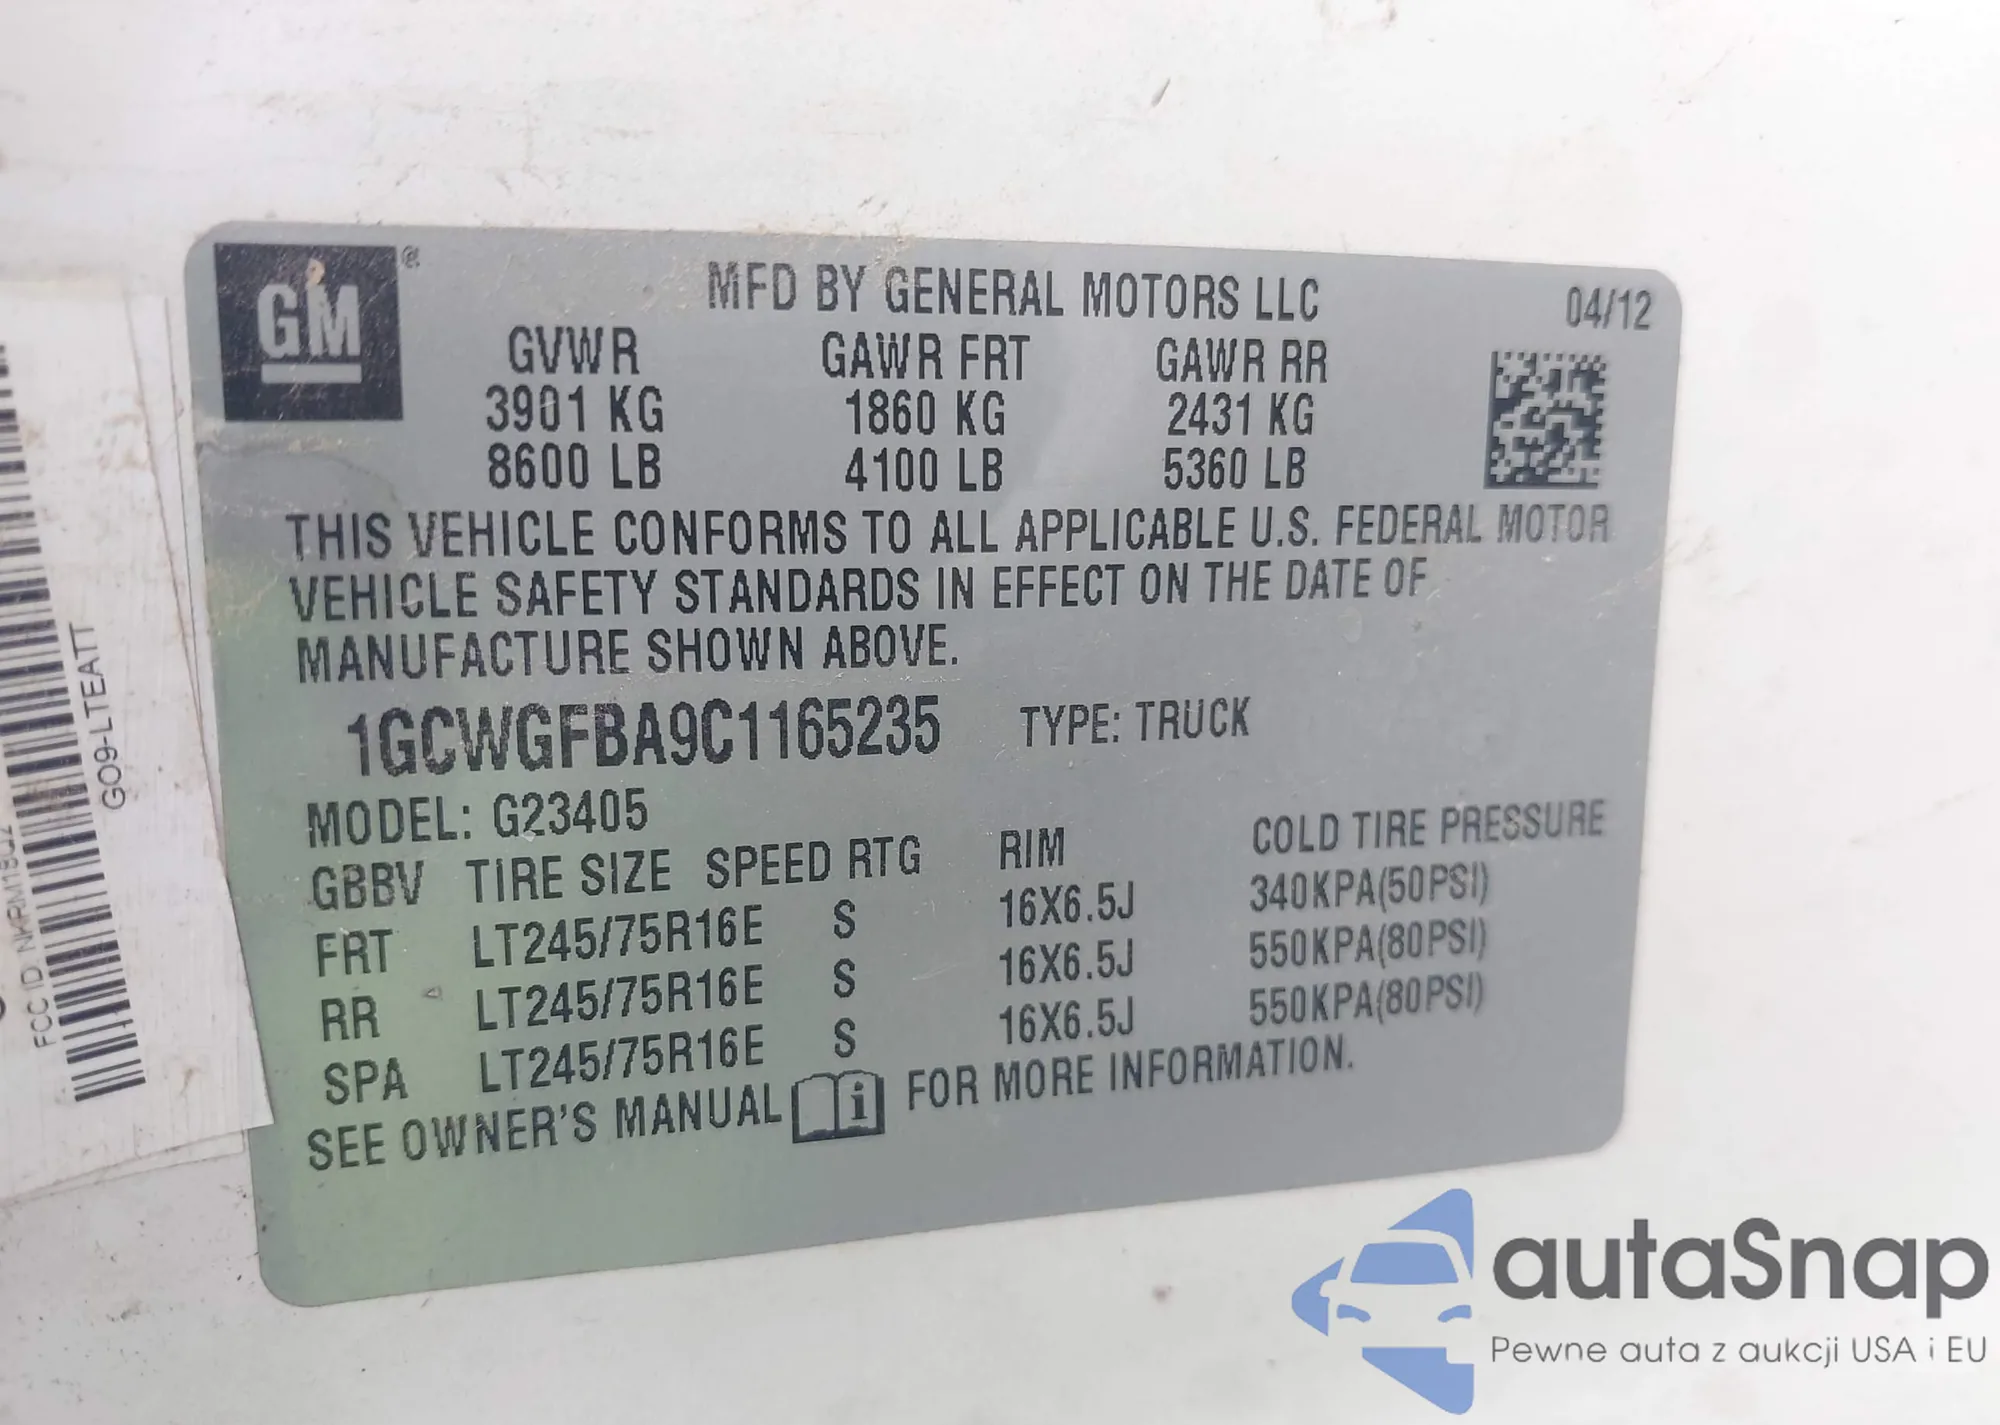 GM®
MFD BY GENERAL MOTORS LLC 04/12
GVWR GAWR FRT GAWR RR
3901 KG 1860 KG 2431 KG
8600 LB 4100 LB 5360 LB
THIS VEHICLE CONFORMS TO ALL APPLICABLE U.S. FEDERAL MOTOR
VEHICLE SAFETY STANDARDS IN EFFECT ON THE DATE OF
MANUFACTURE SHOWN ABOVE.
1GCWGFBA9C1165235 TYPE: TRUCK
MODEL: G23405
GBBV TIRE SIZE SPEED RTG RIM COLD TIRE PRESSURE
FRT LT245/75R16E S 16X6.5J 340KPA(50PSI)
RR LT245/75R16E S 16X6.5J 550KPA(80PSI)
SPA LT245/75R16E S 16X6.5J 550KPA(80PSI)
SEE OWNER'S MANUAL i FOR MORE INFORMATION.
GO9-LTEATT
FCC ID
autaSnap
Pewne auta z aukcji USA i EU